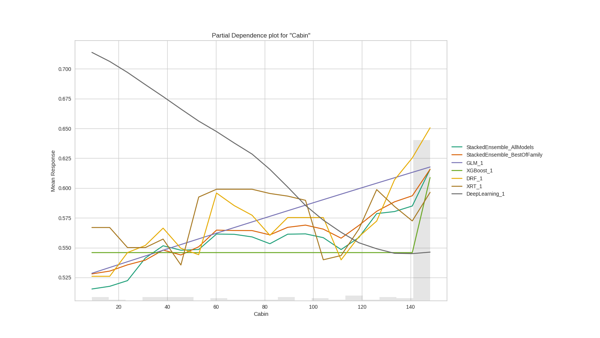 Partial Dependence plot for "Cabin"
0.700
0.675
0.650
0.625
0.600
0.575
0.550
0.525
Mean Response
20
40
60
80
100
120
140
Cabin
StackedEnsemble_AllModels
StackedEnsemble_BestOfFamily
GLM_1
XGBoost_1
DRF_1
XRT_1
DeepLearning_1